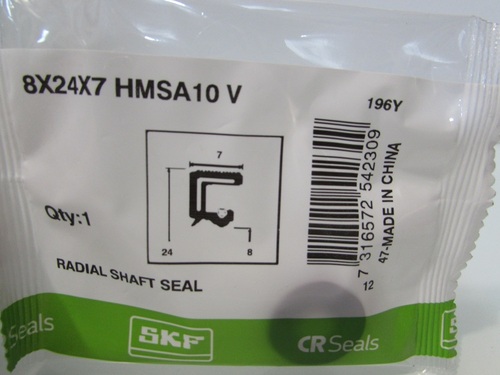 8X24X7 HMSA10 V
196Y
7
24
8
Qty:1
RADIAL SHAFT SEAL
7 316572 542309
47-MADE IN CHINA
12
Seals
SKF
CR Seals